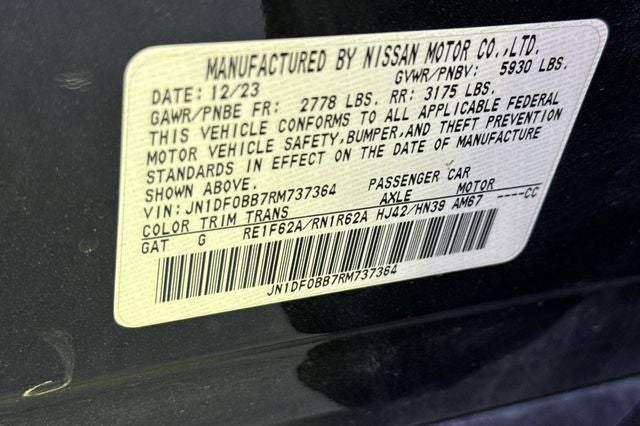 MANUFACTURED BY NISSAN MOTOR CO.,LTD.
DATE: 12/23 GVWR/PNBV: 5930 LBS.
GAWR/PNBE FR: 2778 LBS. RR: 3175 LBS.
THIS VEHICLE CONFORMS TO ALL APPLICABLE FEDERAL
MOTOR VEHICLE SAFETY,BUMPER,AND THEFT PREVENTION
STANDARDS IN EFFECT ON THE DATE OF MANUFACTURE
SHOWN ABOVE.
VIN: JN1DF0BB7RM737364 PASSENGER CAR
COLOR TRIM TRANS AXLE MOTOR
GAT G RE1F62A/RN1R62A HJ42/HN39 AM67 ----CC
JN1DF0BB7RM737364